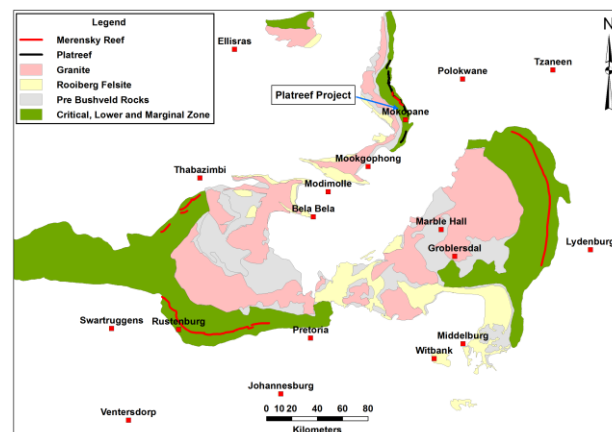 Legend
Merensky Reef
Platreef
Granite
Rooiberg Felsite
Pre Bushveld Rocks
Critical, Lower and Marginal Zone
Ellisras
Tzaneen
Polokwane
N
Platreef Project
Mokopane
Mookgophong
Thabazimbi
Modimolle
Bela Bela
Marble Hall
Groblersdal
Lydenburg
Swartruggens
Rustenburg
Pretoria
Middelburg
Witbank
Johannesburg
Ventersdorp
0 10 20 40 60 80
Kilometers